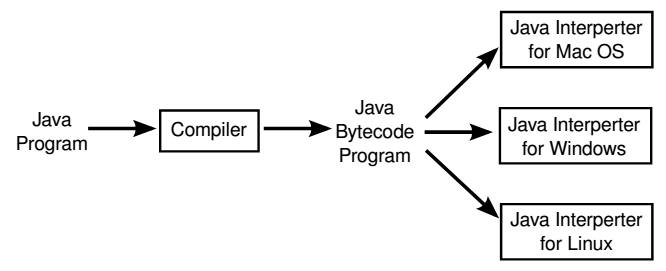 Java
Program
Compiler
Java
Bytecode
Program
Java Interperter
for Mac OS
Java Interperter
for Windows
Java Interperter
for Linux